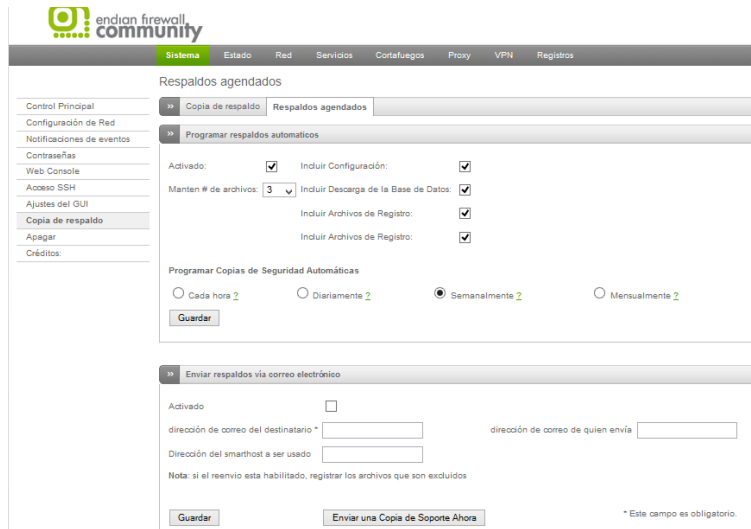 endian firewall
community
Sistema Estado Red Servicios Cortafuegos Proxy VPN Registros
Respaldos agendados
Control Principal
Configuración de Red
Notificaciones de eventos
Contraseñas
Web Console
Acceso SSH
Ajustes del GUI
Copia de respaldo
Apagar
Créditos:
» Copia de respaldo Respaldos agendados
» Programar respaldos automaticos
Activado: Incluir Configuración:
Manten # de archivos: 3 Incluir Descarga de la Base de Datos:
Incluir Archivos de Registro:
Incluir Archivos de Registro:
Programar Copias de Seguridad Automáticas
Cada hora ? Diariamente ? Semanalmente ? Mensualmente ?
Guardar
» Enviar respaldos via correo electrónico
Activado
dirección de correo del destinatario * dirección de correo de quien envía
Dirección del smarthost a ser usado
Nota: si el reenvio esta habilitado, registrar los archivos que son excluidos
Guardar Enviar una Copia de Soporte Ahora * Este campo es obligatorio.